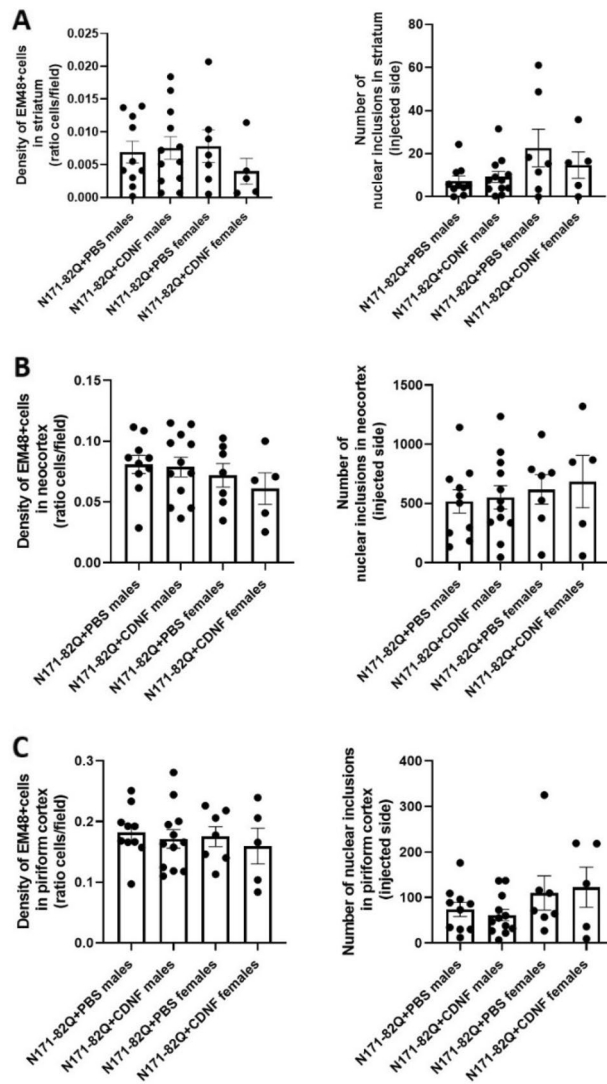 A
Density of EM48+cells
in striatum
(ratio cells/field)
0.025
0.020
0.015
0.010
0.005
0.000
N171-82Q+PBS males
N171-82Q+CDNF males
N171-82Q+PBS females
N171-82Q+CDNF females
Number of
nuclear inclusions in striatum
(injected side)
80
60
40
20
0
N171-82Q+PBS males
N171-82Q+CDNF males
N171-82Q+PBS females
N171-82Q+CDNF females
B
Density of EM48+cells
in neocortex
(ratio cells/field)
0.15
0.10
0.05
0.00
N171-82Q+PBS males
N171-82Q+CDNF males
N171-82Q+PBS females
N171-82Q+CDNF females
Number of
nuclear inclusions in neocortex
(injected side)
1500
1000
500
0
N171-82Q+PBS males
N171-82Q+CDNF males
N171-82Q+PBS females
N171-82Q+CDNF females
C
Density of EM48+cells
in piriform cortex
(ratio cells/field)
0.3
0.2
0.1
0.0
N171-82Q+PBS males
N171-82Q+CDNF males
N171-82Q+PBS females
N171-82Q+CDNF females
Number of nuclear inclusions
in piriform cortex
(injected side)
400
300
200
100
0
N171-82Q+PBS males
N171-82Q+CDNF males
N171-82Q+PBS females
N171-82Q+CDNF females